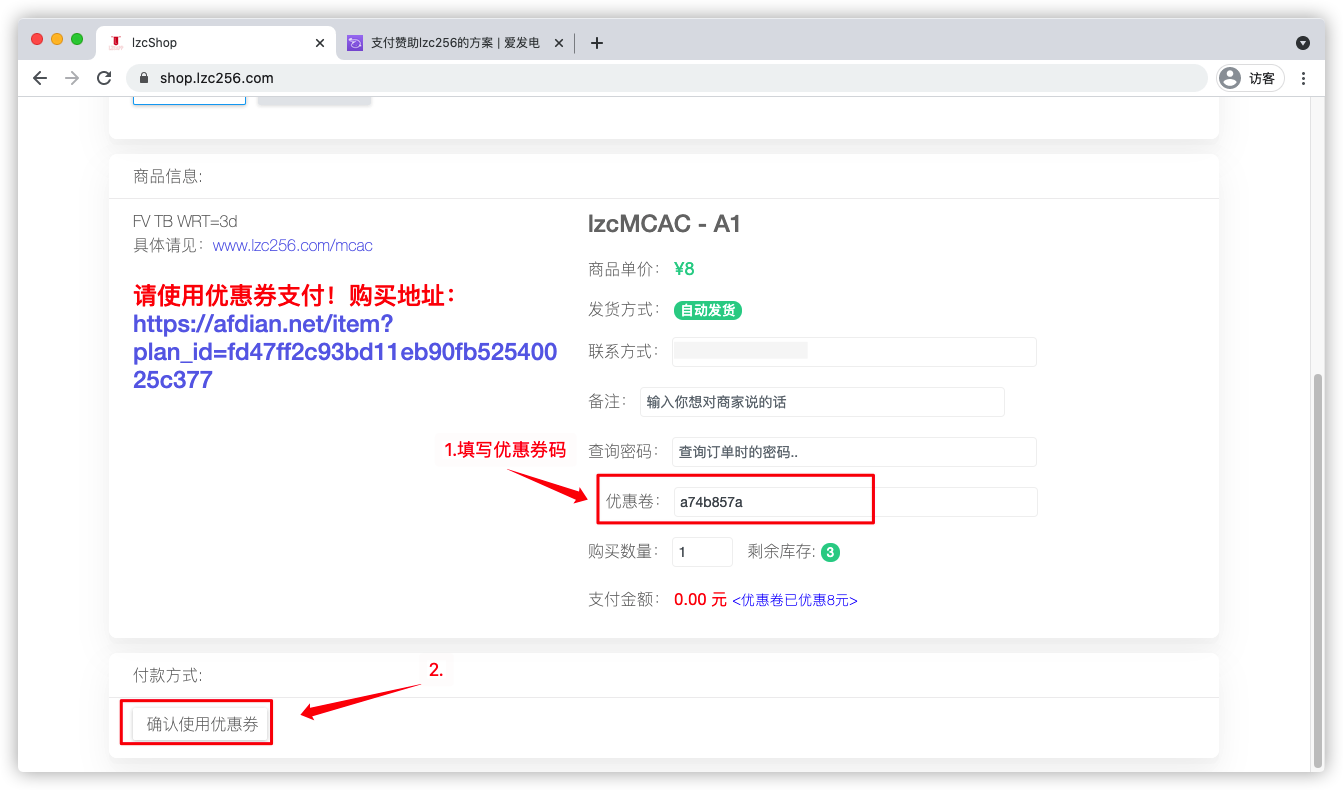 lzcShop
支付赞助lzc256的方案 | 爱发电
shop.lzc256.com
访客
商品信息:
FV TB WRT=3d
具体请见：www.lzc256.com/mcac
请使用优惠券支付！购买地址：
https://afdian.net/item?
plan_id=fd47ff2c93bd11eb90fb525400
25c377
lzcMCAC - A1
商品单价： ¥8
发货方式： 自动发货
联系方式：
备注： 输入你想对商家说的话
1.填写优惠券码
查询密码： 查询订单时的密码..
优惠卷： a74b857a
购买数量： 1 剩余库存: 3
支付金额： 0.00 元 <优惠卷已优惠8元>
付款方式:
2.
确认使用优惠券